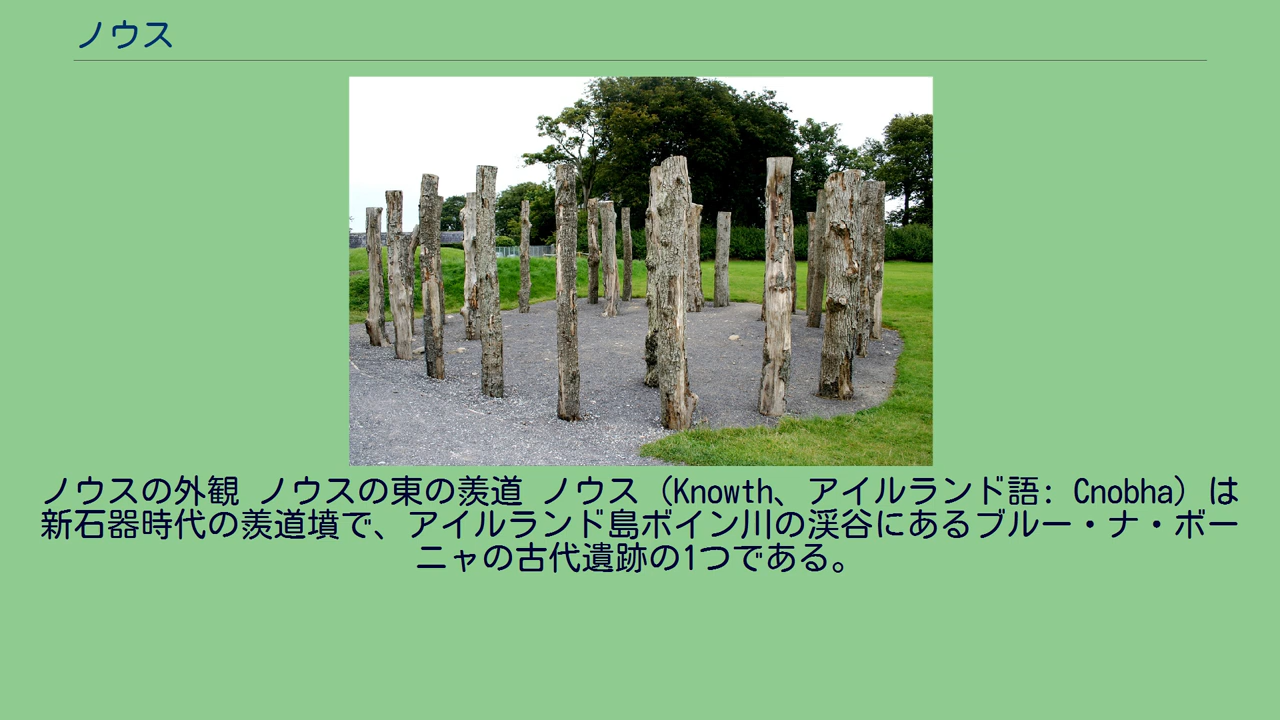 ノウス
ノウスの外観 ノウスの東の羨道 ノウス（Knowth、アイルランド語: Cnobha）は
新石器時代の羨道墳で、アイルランド島ボイン川の渓谷にあるブルー・ナ・ボー
ニャの古代遺跡の1つである。